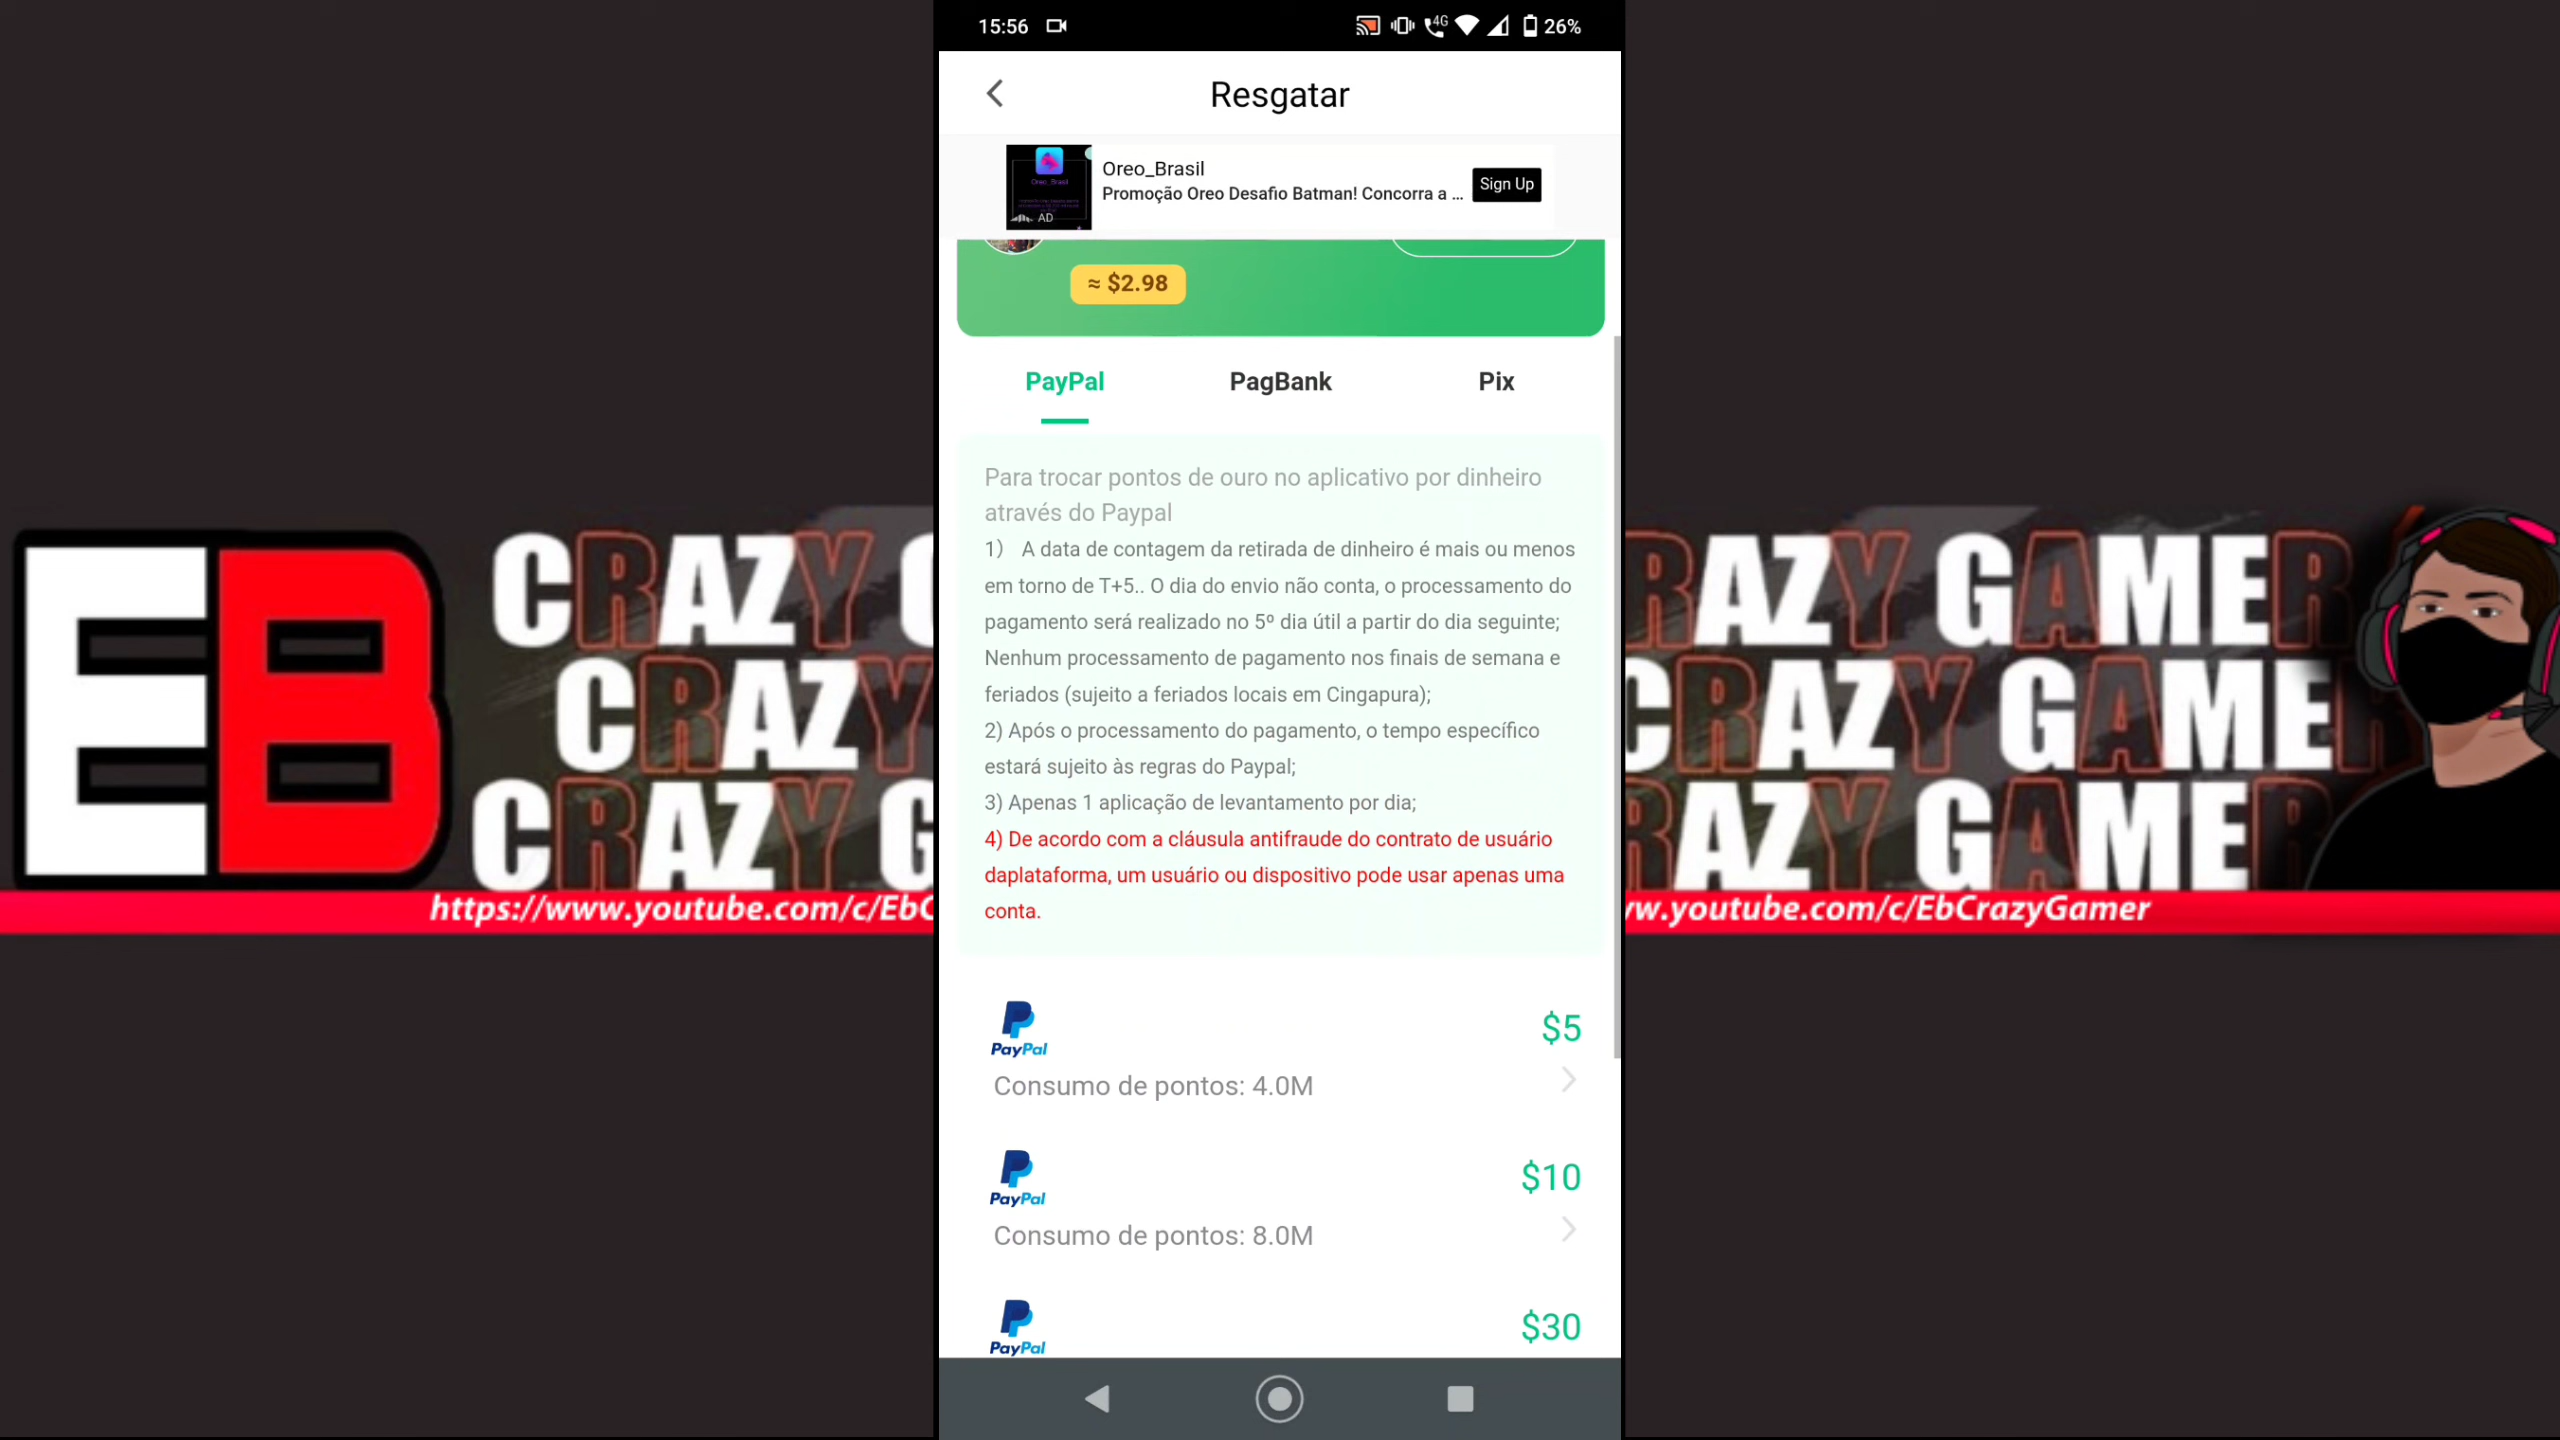 15:56
4G
26%
Resgatar
Oreo_Brasil
Promoção Oreo Desafio Batman! Concorra a ...
Sign Up
Oreo_Brasil
AD
≈ $2.98
PayPal
PagBank
Pix
Para trocar pontos de ouro no aplicativo por dinheiro
através do Paypal
1） A data de contagem da retirada de dinheiro é mais ou menos
em torno de T+5.. O dia do envio não conta, o processamento do
pagamento será realizado no 5º dia útil a partir do dia seguinte;
Nenhum processamento de pagamento nos finais de semana e
feriados (sujeito a feriados locais em Cingapura);
2) Após o processamento do pagamento, o tempo específico
estará sujeito às regras do Paypal;
3) Apenas 1 aplicação de levantamento por dia;
4) De acordo com a cláusula antifraude do contrato de usuário
daplataforma, um usuário ou dispositivo pode usar apenas uma
conta.
PayPal
$5
Consumo de pontos: 4.0M
PayPal
$10
Consumo de pontos: 8.0M
PayPal
$30
EB
CRAZY G
CRAZY
CRAZY G
https://www.youtube.com/c/EbC
RAZY GAMER
CRAZY GAMER
RAZY GAMER
w.youtube.com/c/EbCrazyGamer